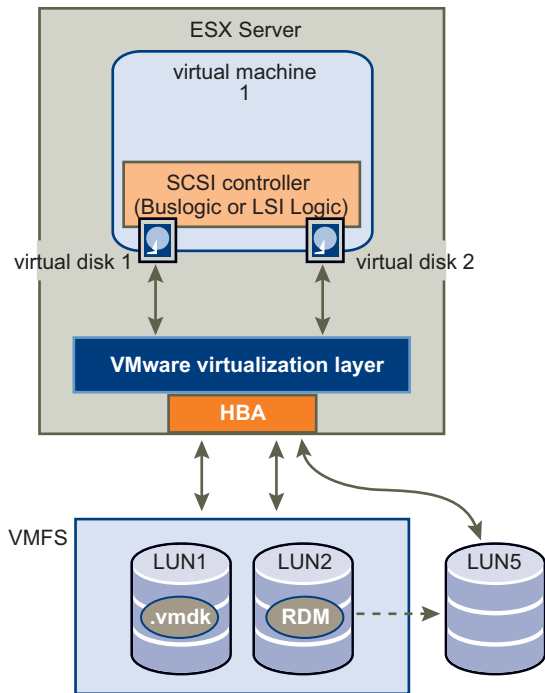 ESX Server
virtual machine
1
SCSI controller
(Buslogic or LSI Logic)
virtual disk 1
virtual disk 2
VMware virtualization layer
HBA
VMFS
LUN1
LUN2
LUN5
.vmdk
RDM